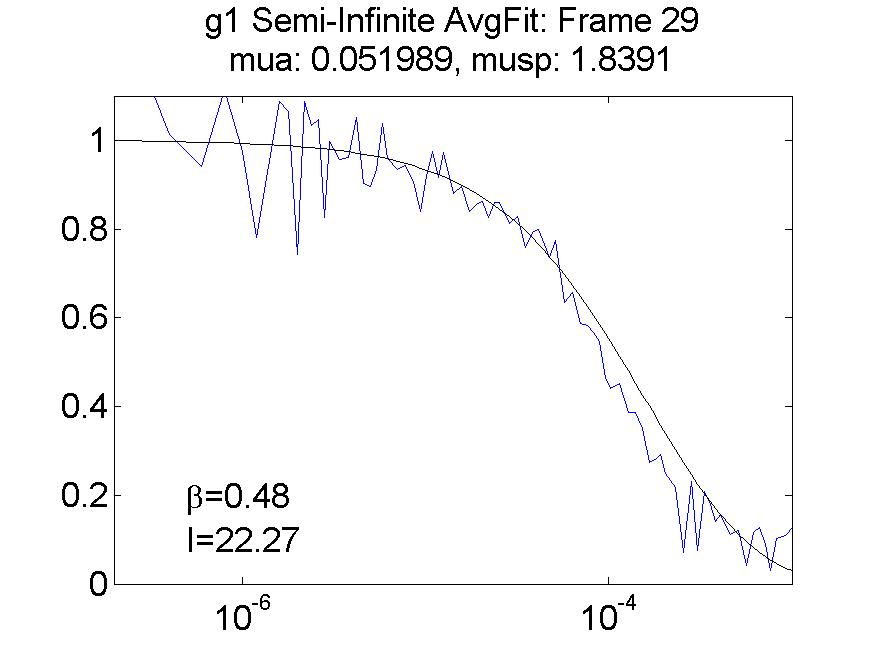 g1 Semi-Infinite AvgFit: Frame 29
mua: 0.051989, musp: 1.8391
1
0.8
0.6
0.4
0.2
0
β=0.48
I=22.27
10^-6
10^-4